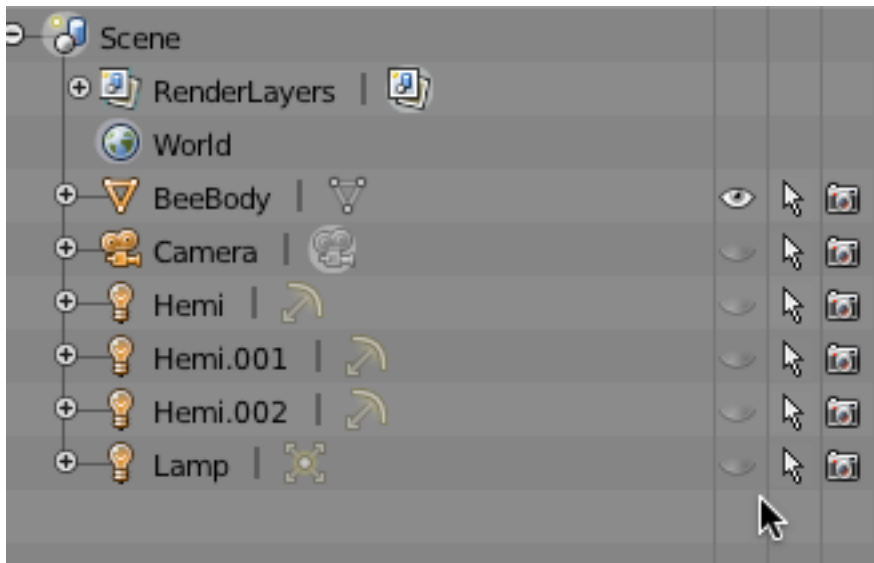 Scene
RenderLayers |
World
BeeBody |
Camera |
Hemi |
Hemi.001 |
Hemi.002 |
Lamp |